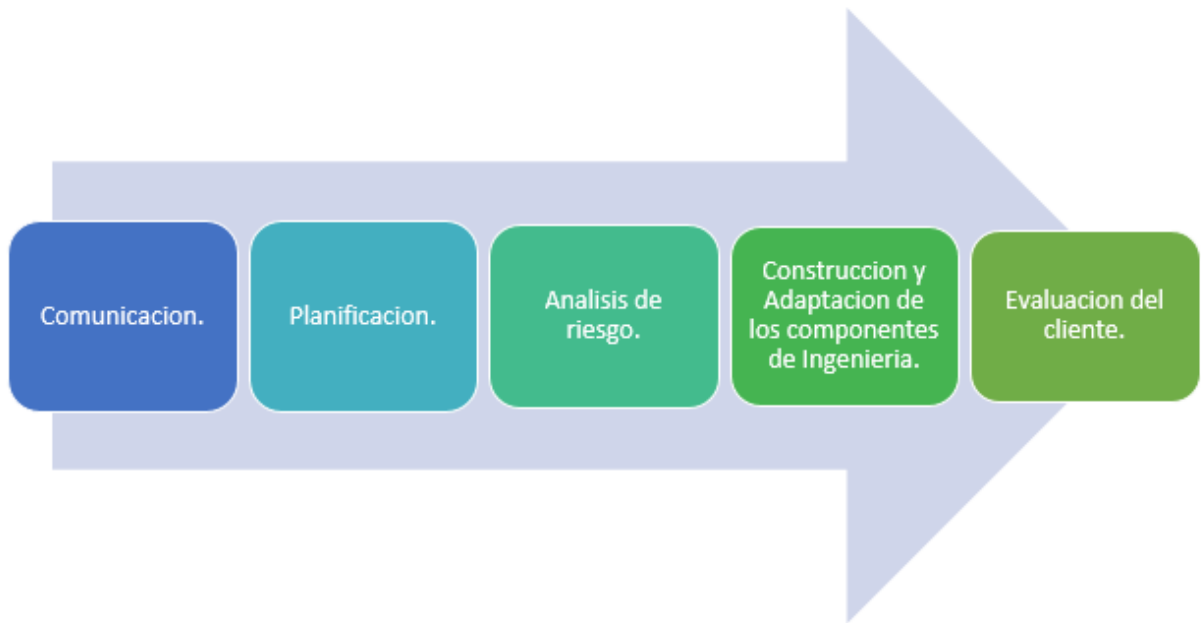 Comunicacion.
Planificacion.
Analisis de
riesgo.
Construccion y
Adaptacion de
los componentes
de Ingenieria.
Evaluacion del
cliente.